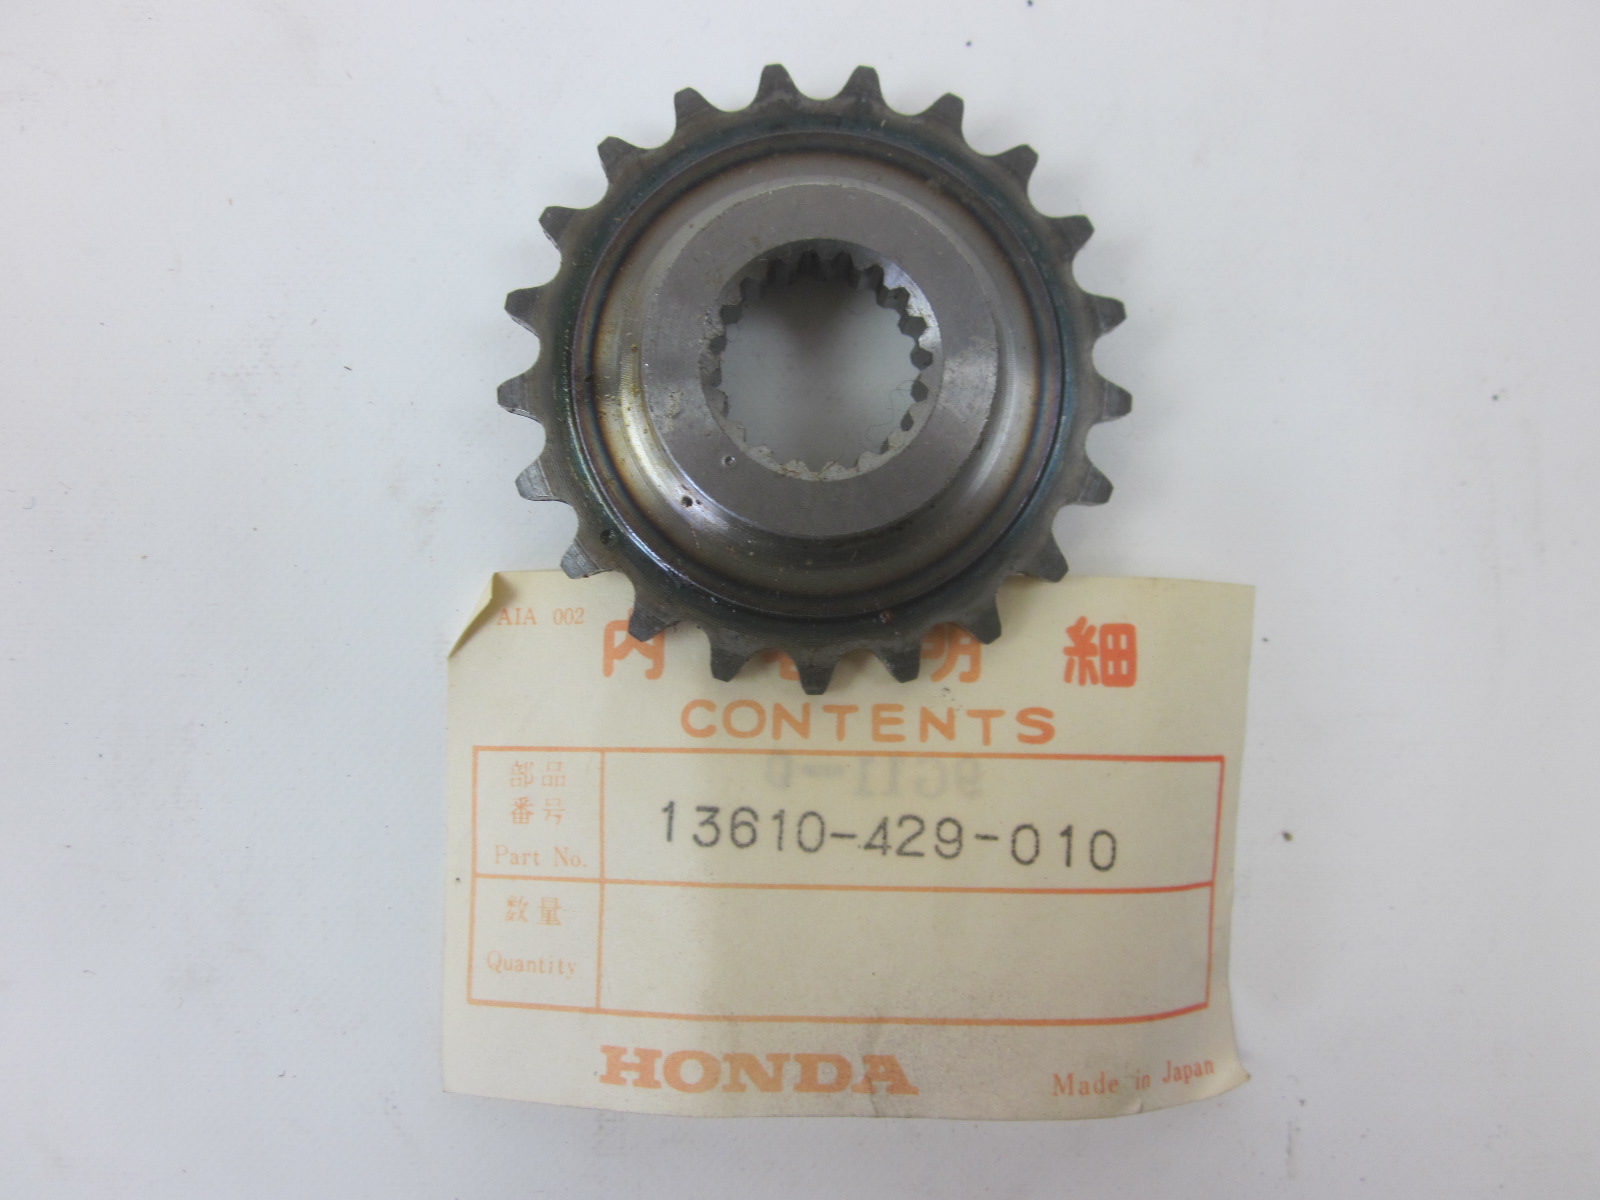 AIA 002
内 明 細
CONTENTS
部品
番号
Part No.
13610-429-010
数量
Quantity
HONDA
Made in Japan